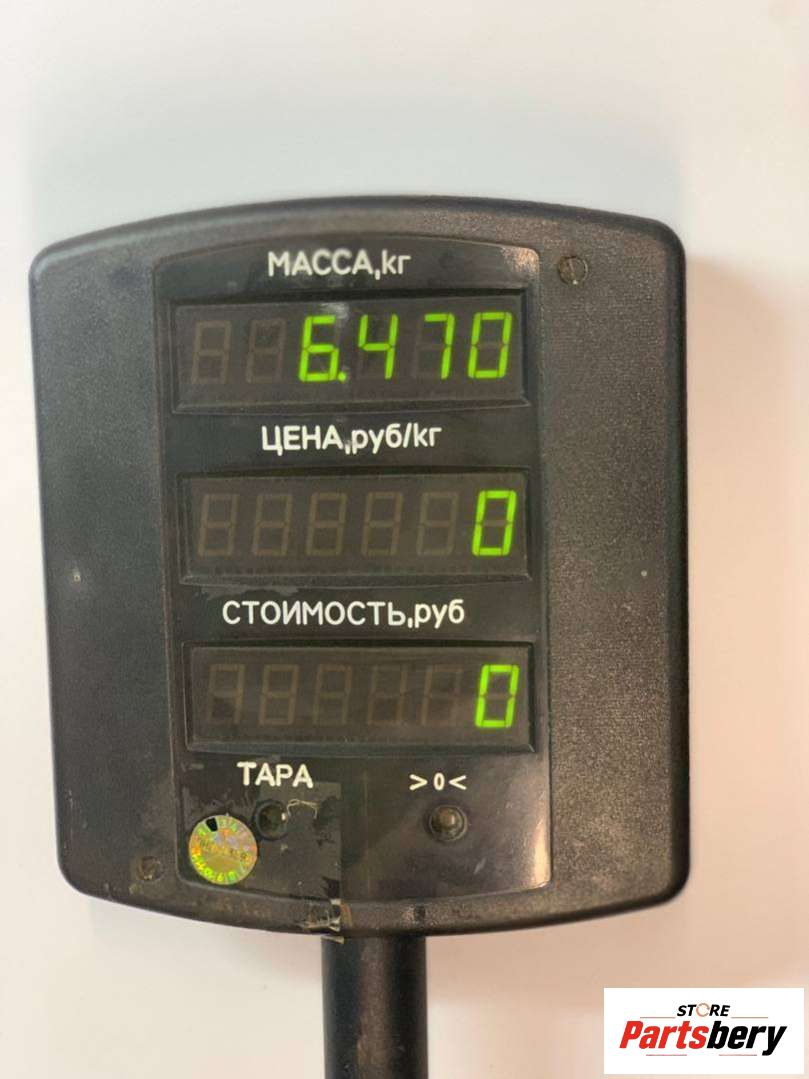 МАССА,кг
6.470
ЦЕНА,руб/кг
0
СТОИМОСТЬ,руб
0
ТАРА >0<
STORE
Partsbery